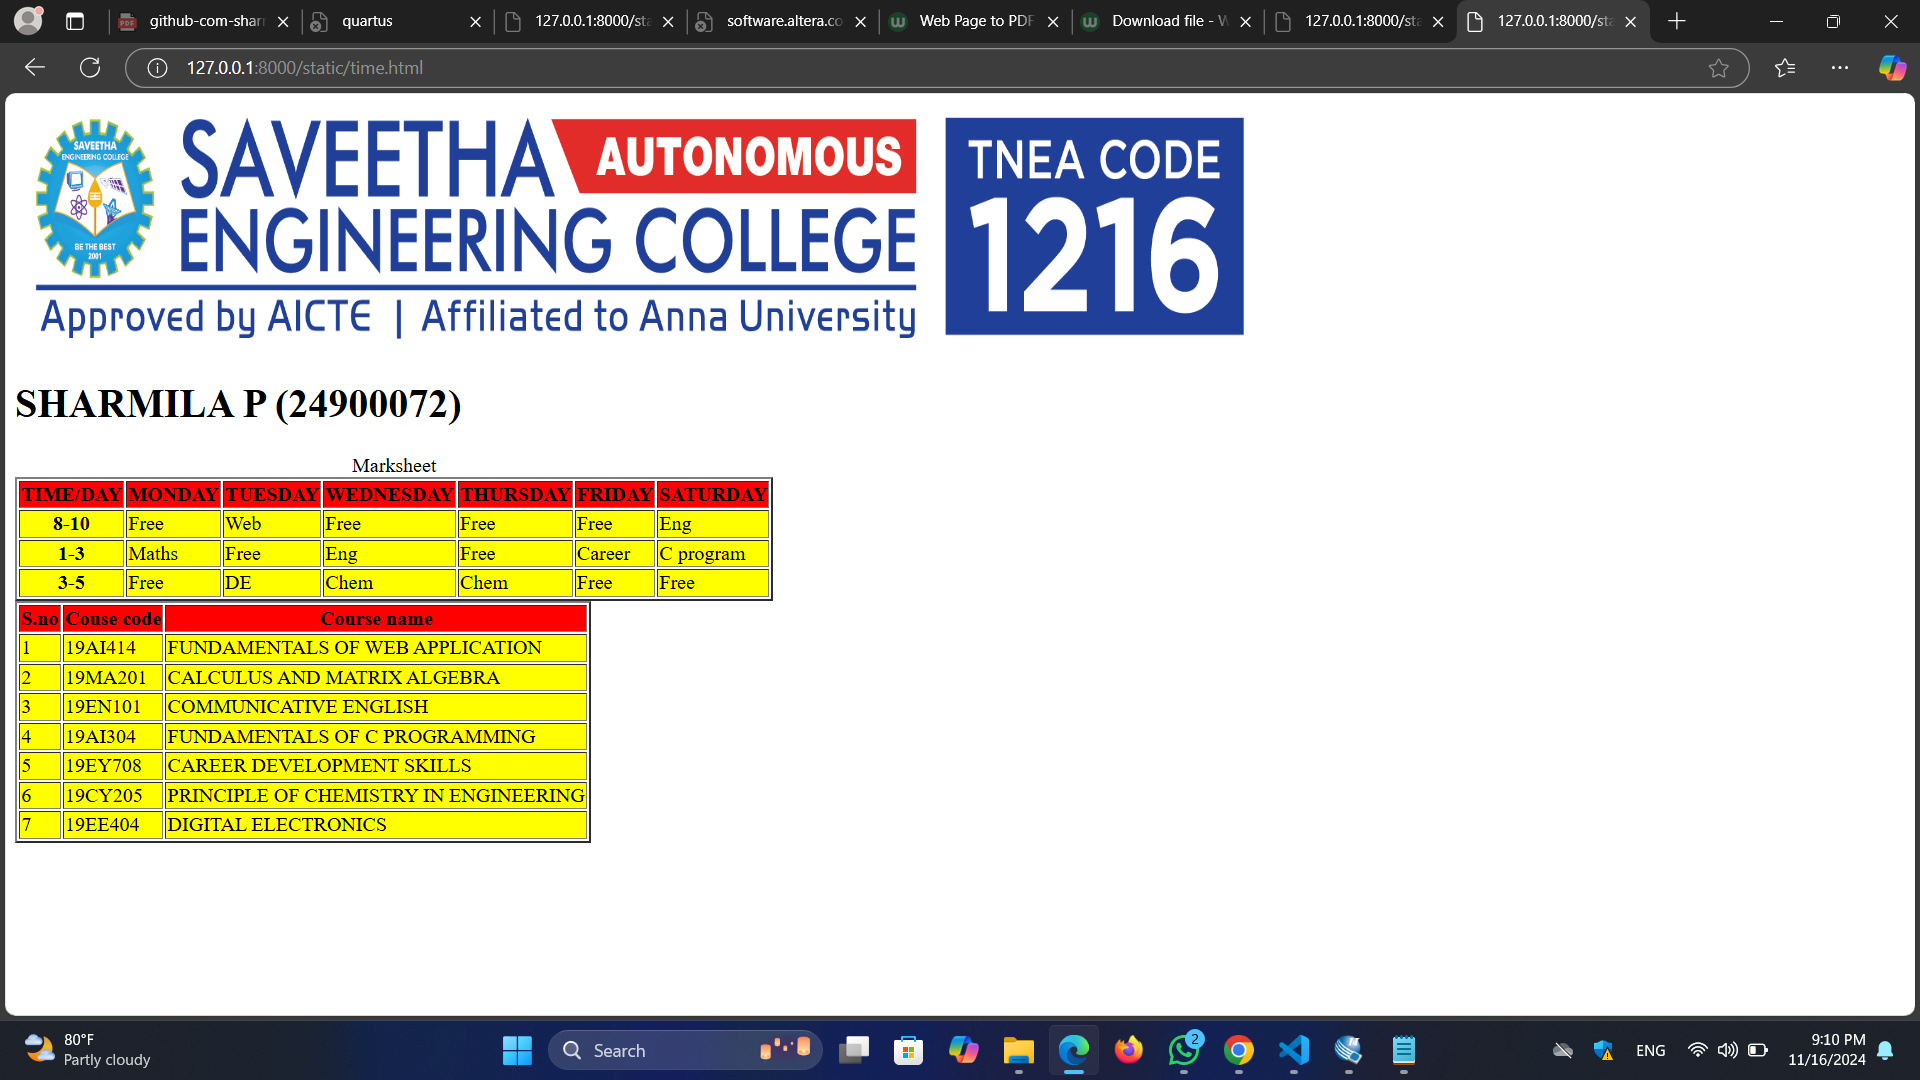 github-com-shar
quartus
127.0.0.1:8000/sta
software.altera.co
Web Page to PDF
Download file - W
127.0.0.1:8000/sta
127.0.0.1:8000/sta
127.0.0.1:8000/static/time.html
SAVEETHA
ENGINEERING COLLEGE
BE THE BEST
2001
SAVEETHA AUTONOMOUS
ENGINEERING COLLEGE
Approved by AICTE | Affiliated to Anna University
TNEA CODE
1216
SHARMILA P (24900072)
Marksheet
TIME/DAY MONDAY TUESDAY WEDNESDAY THURSDAY FRIDAY SATURDAY
8-10 Free Web Free Free Free Eng
1-3 Maths Free Eng Free Career C program
3-5 Free DE Chem Chem Free Free
S.no Couse code Course name
1 19AI414 FUNDAMENTALS OF WEB APPLICATION
2 19MA201 CALCULUS AND MATRIX ALGEBRA
3 19EN101 COMMUNICATIVE ENGLISH
4 19AI304 FUNDAMENTALS OF C PROGRAMMING
5 19EY708 CAREER DEVELOPMENT SKILLS
6 19CY205 PRINCIPLE OF CHEMISTRY IN ENGINEERING
7 19EE404 DIGITAL ELECTRONICS
80°F
Partly cloudy
Search
2
ENG
9:10 PM
11/16/2024